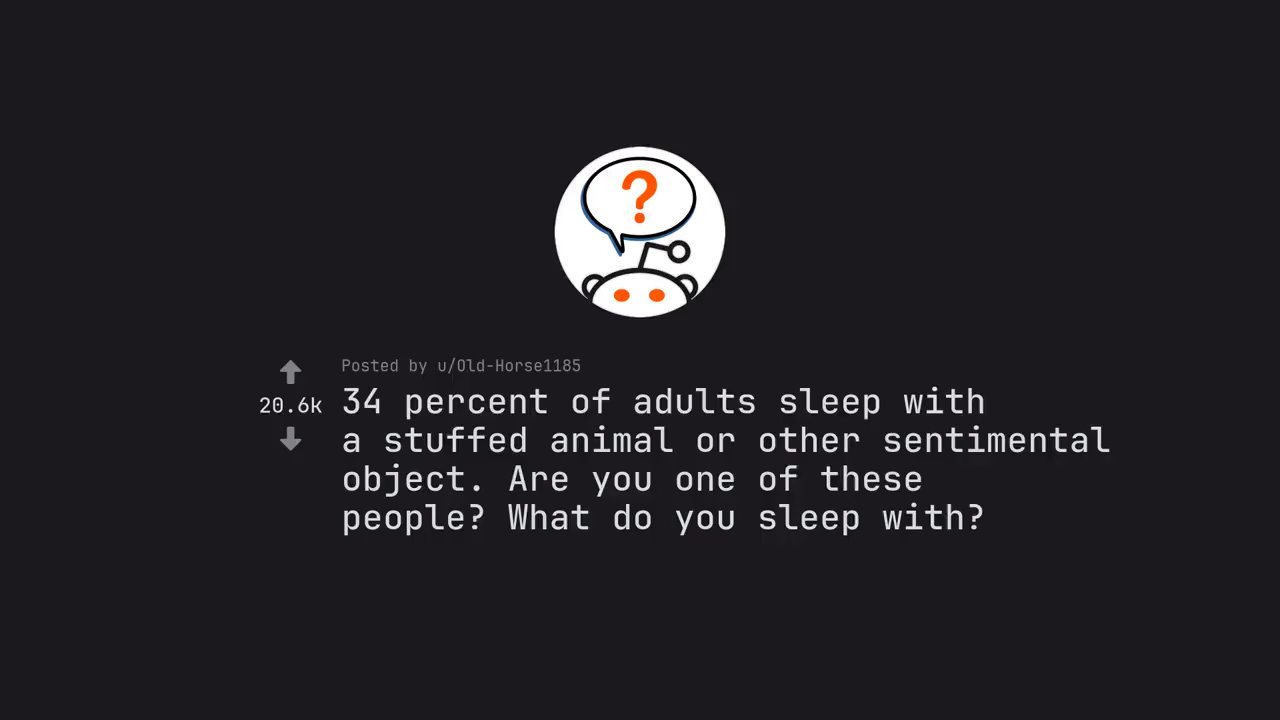 ?
Posted by u/Old-Horse1185
20.6k
34 percent of adults sleep with
a stuffed animal or other sentimental
object. Are you one of these
people? What do you sleep with?